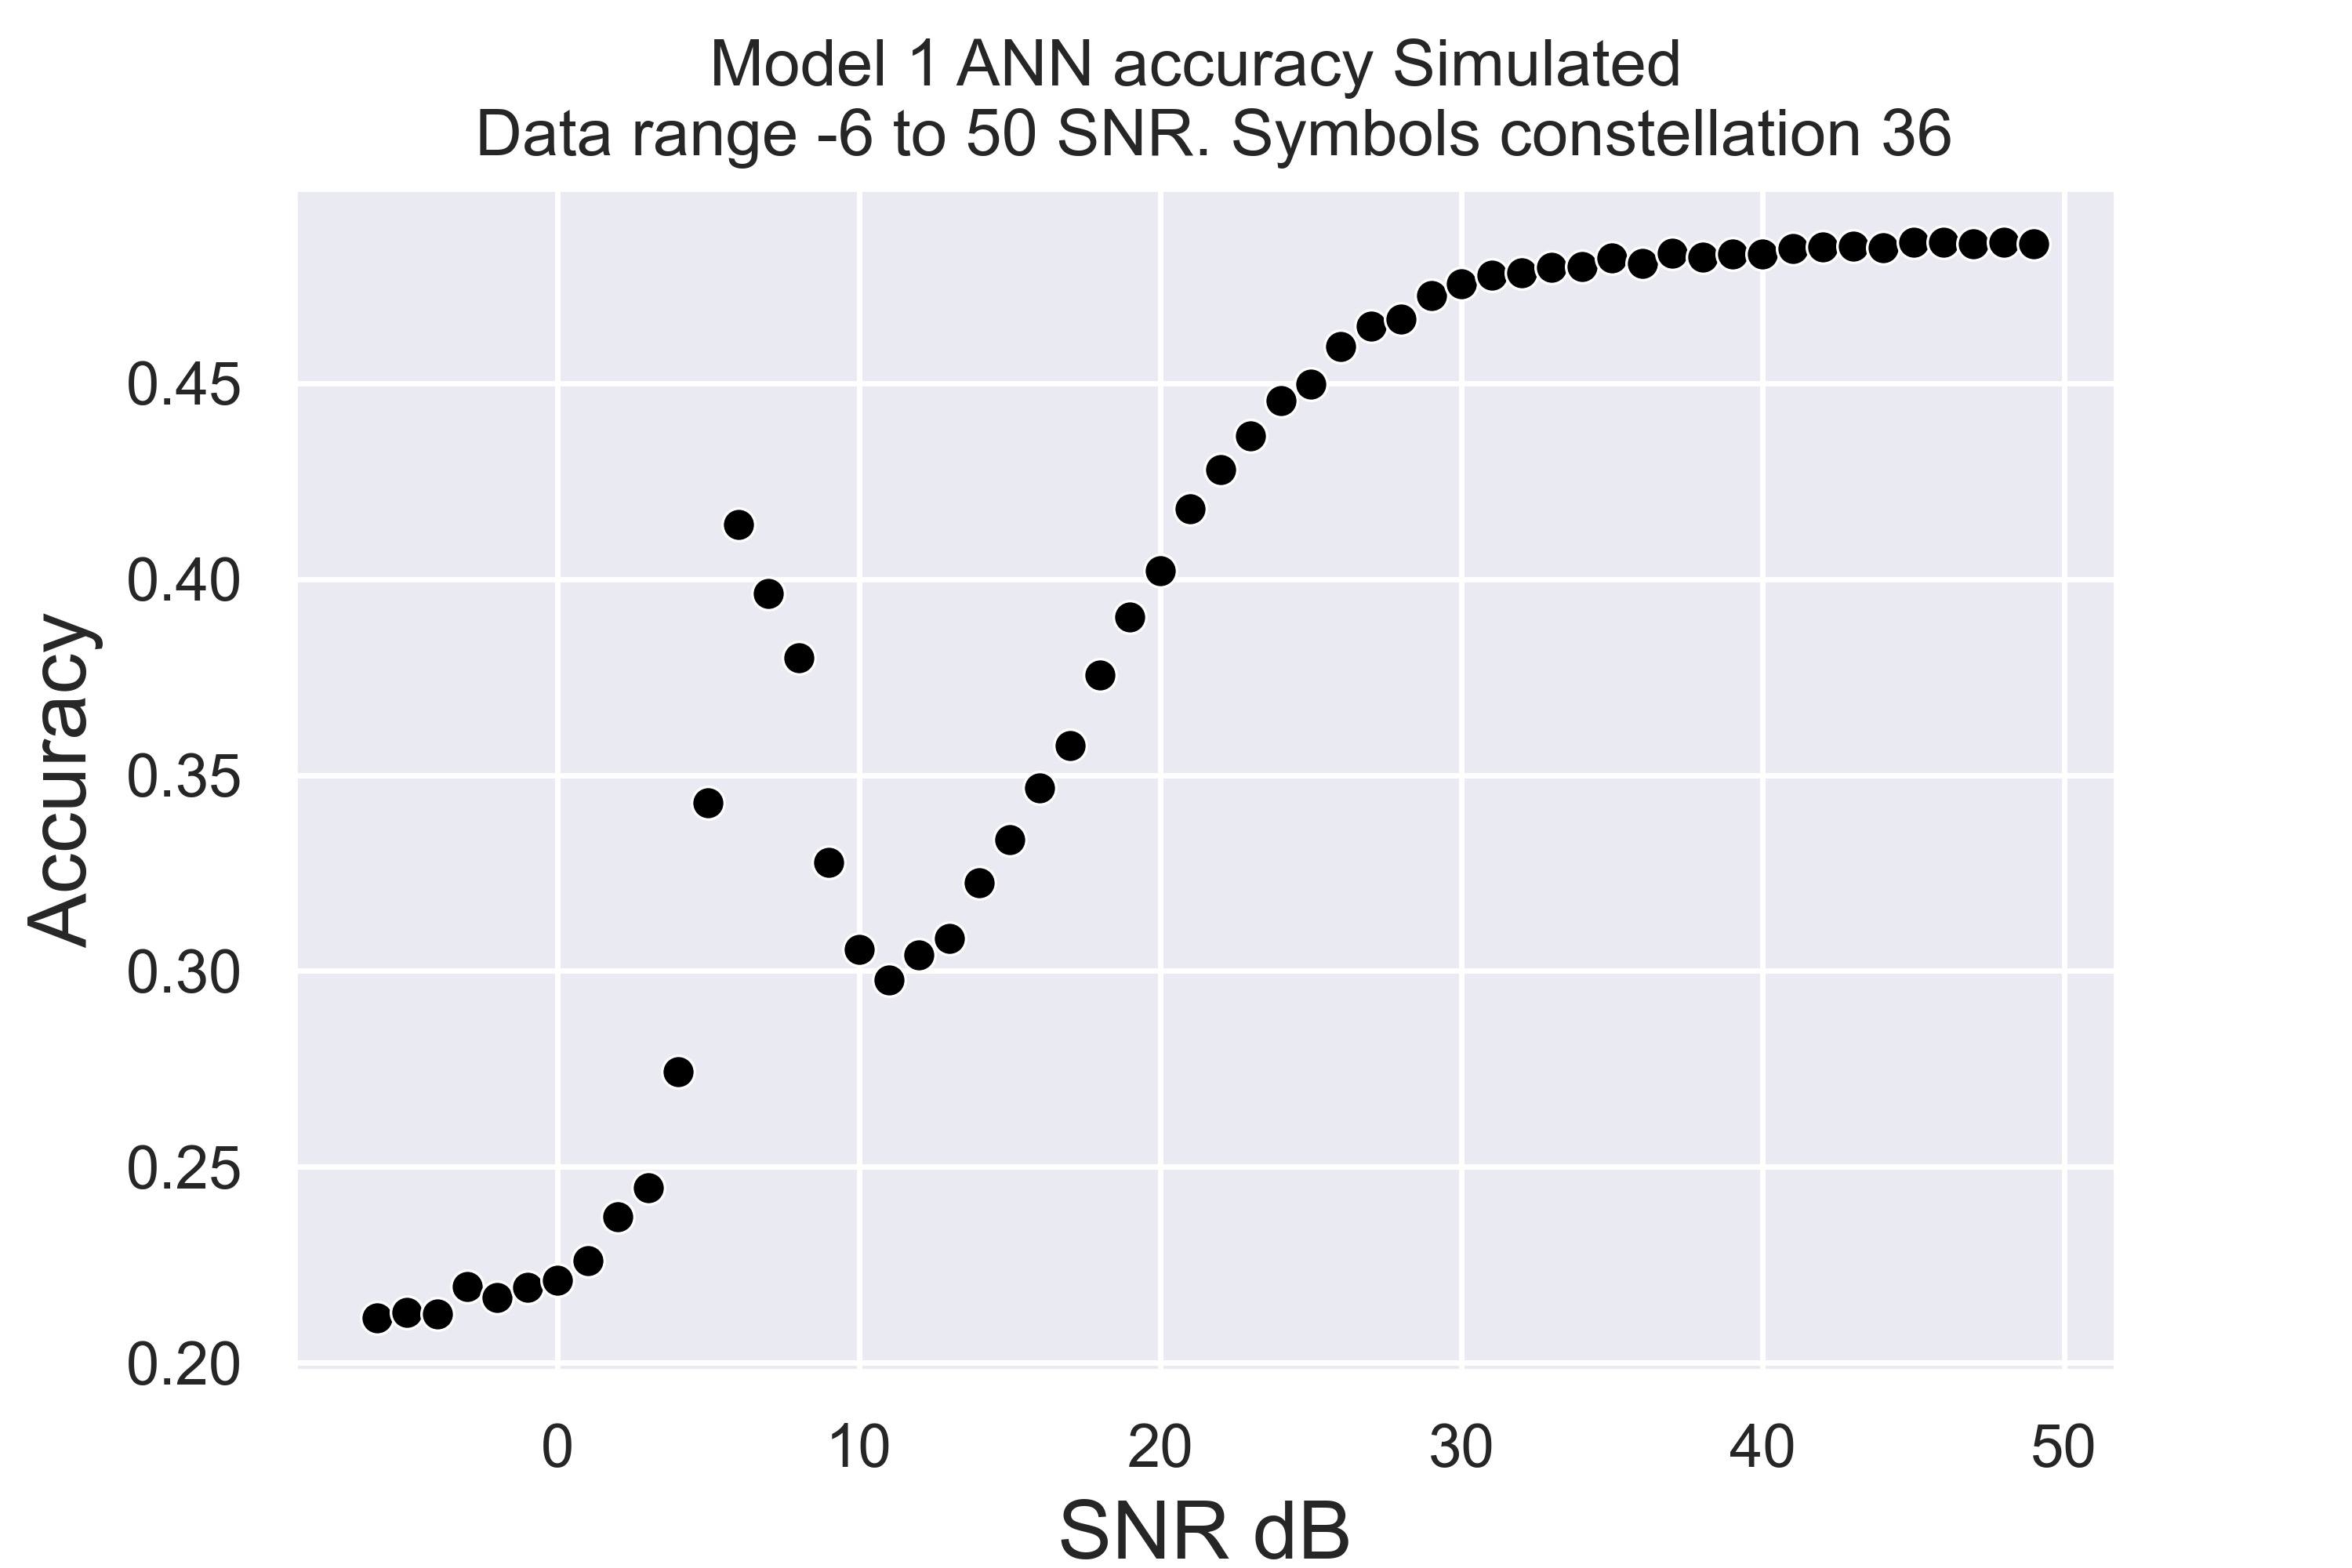 Model 1 ANN accuracy Simulated
Data range -6 to 50 SNR. Symbols constellation 36
Accuracy
0.45
0.40
0.35
0.30
0.25
0.20
0 10 20 30 40 50
SNR dB